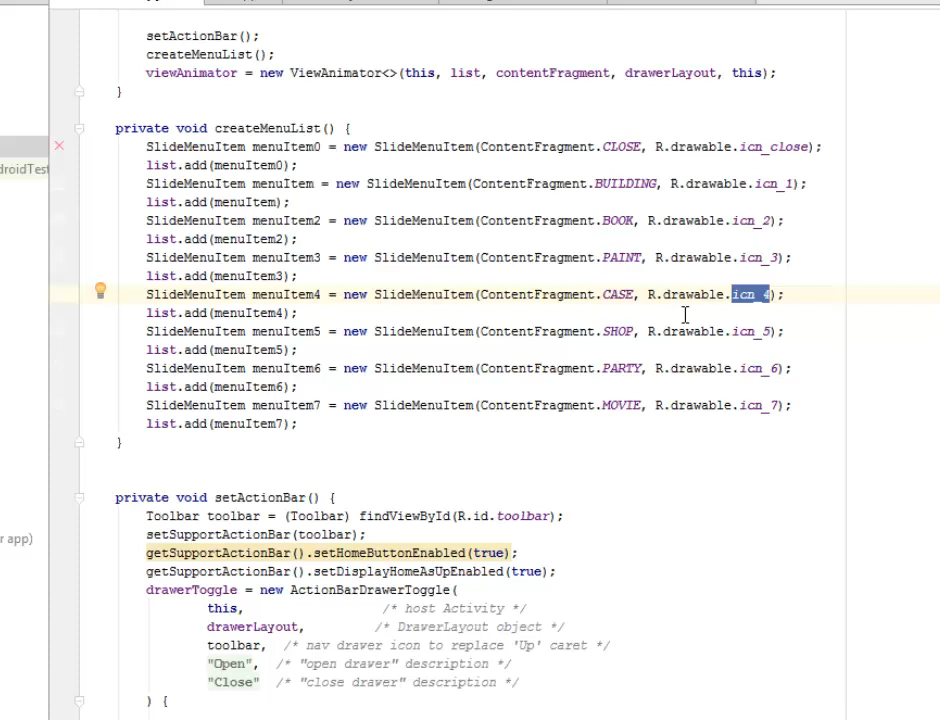 setActionBar();
createMenuList();
viewAnimator = new ViewAnimator<>(this, list, contentFragment, drawerLayout, this);
}
private void createMenuList() {
SlideMenuItem menuItem0 = new SlideMenuItem(ContentFragment.CLOSE, R.drawable.icn_close);
list.add(menuItem0);
droidTest
SlideMenuItem menuItem = new SlideMenuItem(ContentFragment.BUILDING, R.drawable.icn_1);
list.add(menuItem);
SlideMenuItem menuItem2 = new SlideMenuItem(ContentFragment.BOOK, R.drawable.icn_2);
list.add(menuItem2);
SlideMenuItem menuItem3 = new SlideMenuItem(ContentFragment.PAINT, R.drawable.icn_3);
list.add(menuItem3);
SlideMenuItem menuItem4 = new SlideMenuItem(ContentFragment.CASE, R.drawable.icn_4);
list.add(menuItem4);
SlideMenuItem menuItem5 = new SlideMenuItem(ContentFragment.SHOP, R.drawable.icn_5);
list.add(menuItem5);
SlideMenuItem menuItem6 = new SlideMenuItem(ContentFragment.PARTY, R.drawable.icn_6);
list.add(menuItem6);
SlideMenuItem menuItem7 = new SlideMenuItem(ContentFragment.MOVIE, R.drawable.icn_7);
list.add(menuItem7);
}
private void setActionBar() {
Toolbar toolbar = (Toolbar) findViewById(R.id.toolbar);
setSupportActionBar(toolbar);
r app)
getSupportActionBar().setHomeButtonEnabled(true);
getSupportActionBar().setDisplayHomeAsUpEnabled(true);
drawerToggle = new ActionBarDrawerToggle(
this, /* host Activity */
drawerLayout, /* DrawerLayout object */
toolbar, /* nav drawer icon to replace 'Up' caret */
"Open", /* "open drawer" description */
"Close" /* "close drawer" description */
) {